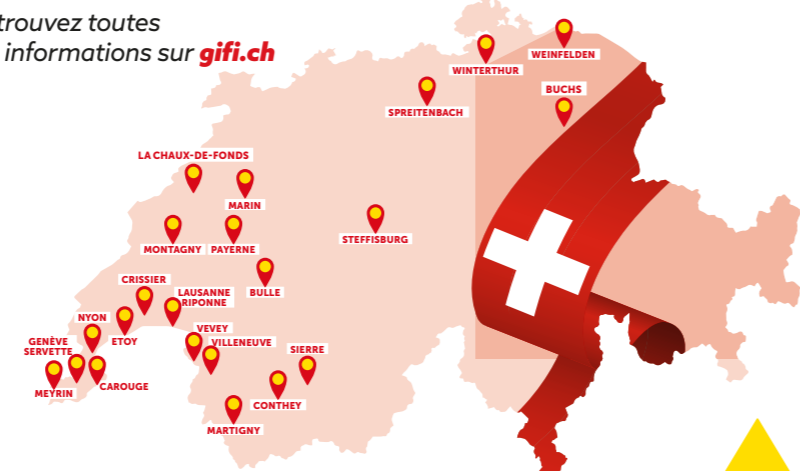 trouvez toutes
informations sur gifi.ch
WEINFELDEN
WINTERTHUR
BUCHS
SPREITENBACH
LA CHAUX-DE-FONDS
MARIN
STEFFISBURG
MONTAGNY
PAYERNE
CRISSIER
LAUSANNE
RIPONNE
BULLE
NYON
ETOY
VEVEY
VILLENEUVE
GENÈVE
SERVETTE
SIERRE
MEYRIN
CAROUGE
CONTHEY
MARTIGNY